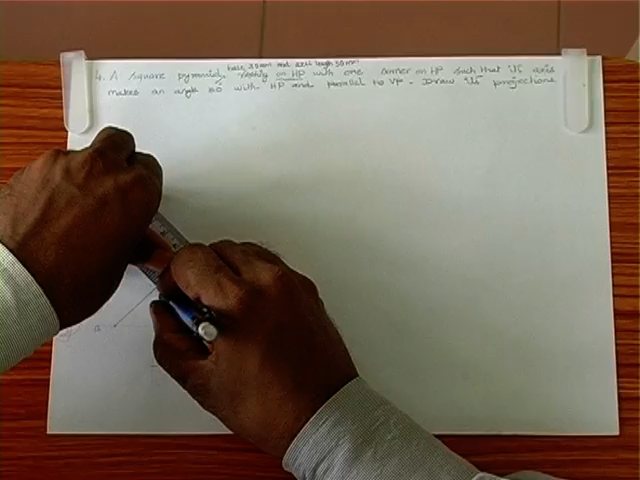 base 30mm and axis length 50mm
4. A square pyramid, resting on HP with one corner on HP such that its axis
makes an angle 30 with HP and parallel to VP. Draw its projections.
a